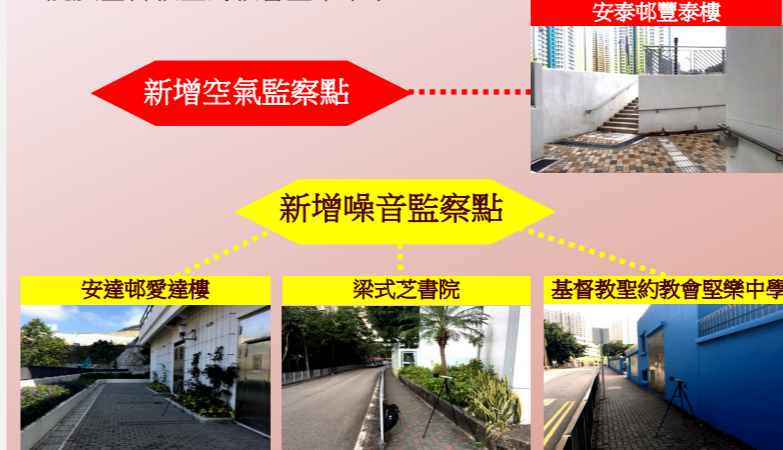 安泰邨豐泰樓
新增空氣監察點
新增噪音監察點
安達邨愛達樓
梁式芝書院
基督教聖約教會堅樂中學